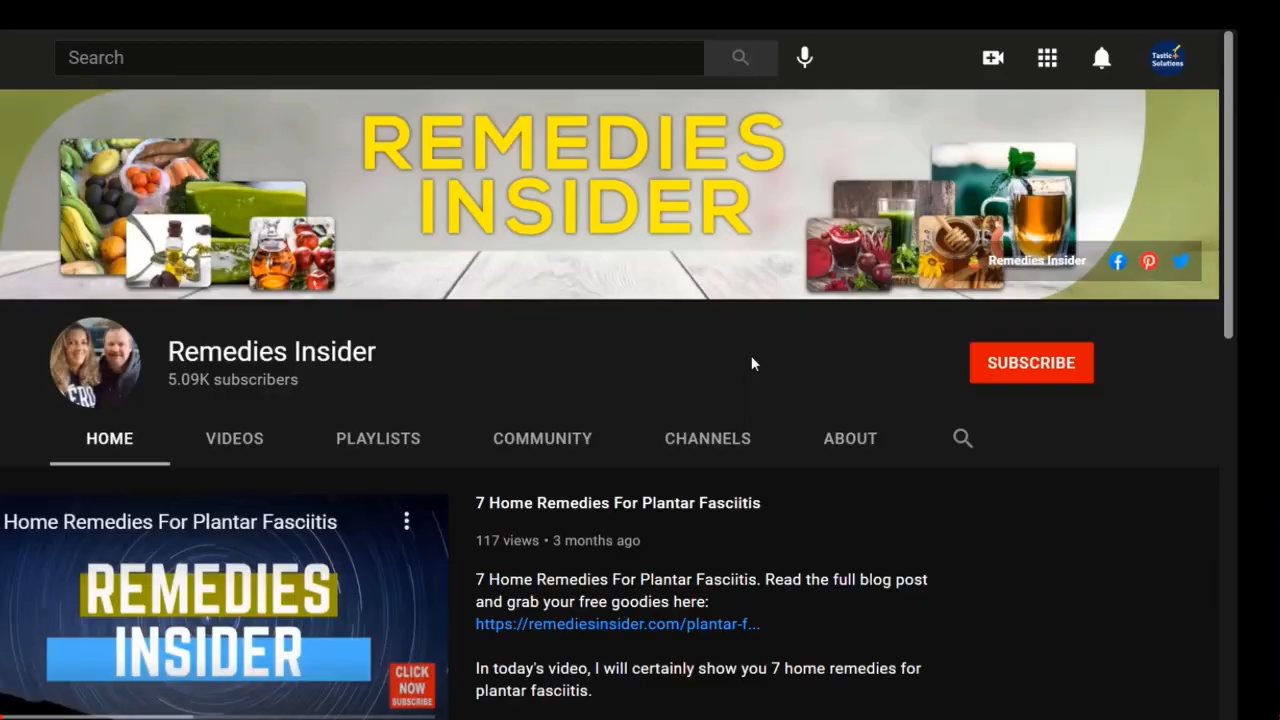 Search
Tastic
Solutions
REMEDIES
INSIDER
Remedies Insider
Remedies Insider
5.09K subscribers
SUBSCRIBE
HOME
VIDEOS
PLAYLISTS
COMMUNITY
CHANNELS
ABOUT
Home Remedies For Plantar Fasciitis
REMEDIES
INSIDER
CLICK
NOW
SUBSCRIBE
7 Home Remedies For Plantar Fasciitis
117 views • 3 months ago
7 Home Remedies For Plantar Fasciitis. Read the full blog post
and grab your free goodies here:
https://remediesinsider.com/plantar-f...
In today's video, I will certainly show you 7 home remedies for
plantar fasciitis.